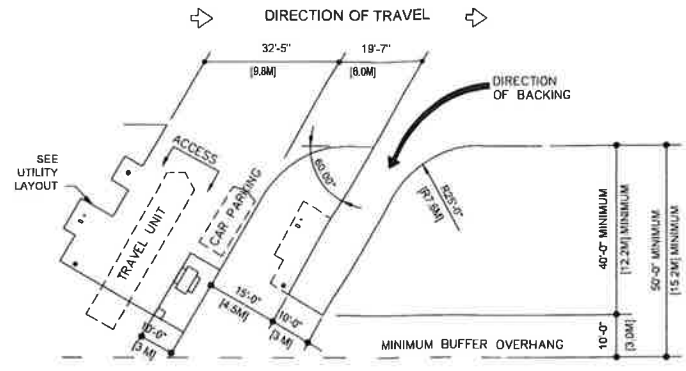 DIRECTION OF TRAVEL
32'-5"
[9,8M]
19'-7"
[6.0M]
DIRECTION
OF BACKING
ACCESS
SEE
UTILITY
LAYOUT
60.00°
CAR PARKING
TRAVEL UNIT
R25'-0"
[R7.6M]
40'-0" MINIMUM
[12.2M] MINIMUM
50'-0" MINIMUM
[15.2M] MINIMUM
15'-0"
[4.5M]
10'-0"
[3 M]
10'-0"
[3 M]
MINIMUM BUFFER OVERHANG
10'-0"
[3.0M]